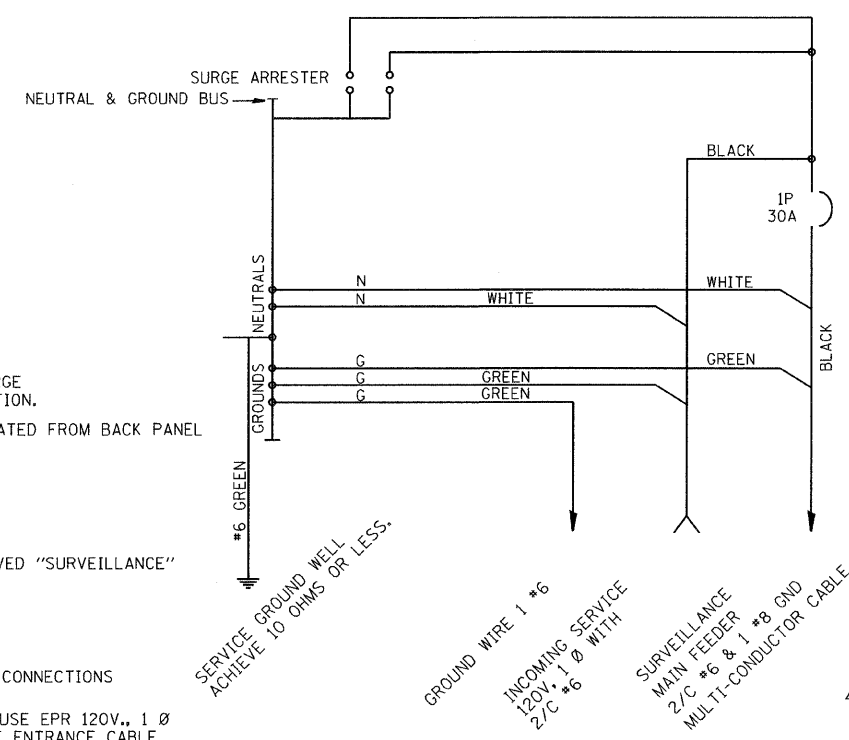 SURGE ARRESTER
NEUTRAL & GROUND BUS
BLACK
1P
30A
NEUTRALS
N
WHITE
N
WHITE
BLACK
GROUNDS
G
GREEN
G
GREEN
G
GREEN
TION.
ATED FROM BACK PANEL
#6 GREEN
VED "SURVEILLANCE"
SERVICE GROUND WELL
ACHIEVE 10 OHMS OR LESS.
GROUND WIRE 1 #6
INCOMING SERVICE
120V, 1 Ø WITH
2/C #6
SURVEILLANCE
MAIN FEEDER
2/C #6 & 1 #8 GND
MULTI-CONDUCTOR CABLE
CONNECTIONS
USE EPR 120V., 1 Ø
ENTRANCE CABLE